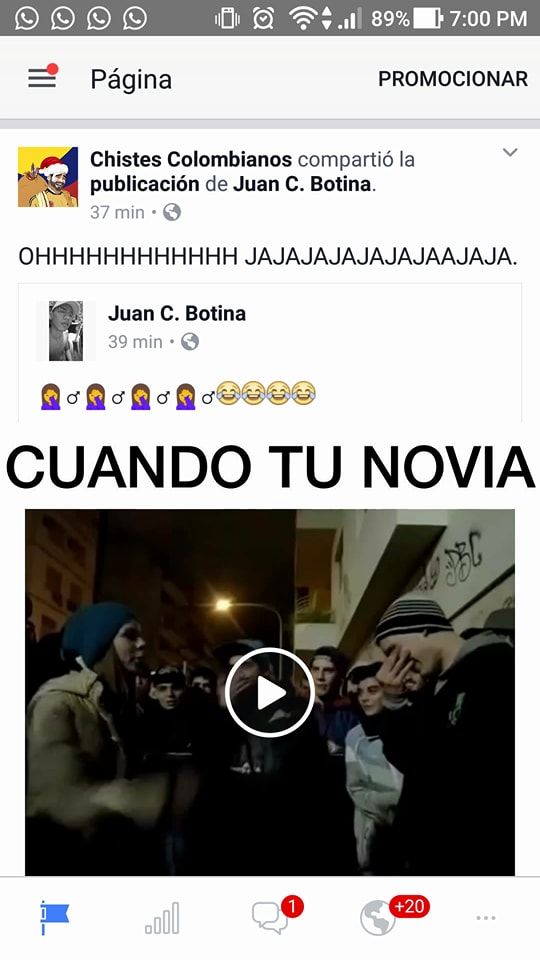 89% 7:00 PM
Página PROMOCIONAR
Chistes Colombianos compartió la
publicación de Juan C. Botina.
37 min ·
OHHHHHHHHHHHH JAJAJAJAJAJAJAAJAJA.
Juan C. Botina
39 min ·
🤦‍♂🤦‍♂🤦‍♂🤦‍♂😂😂😂😂
CUANDO TU NOVIA
1
+20